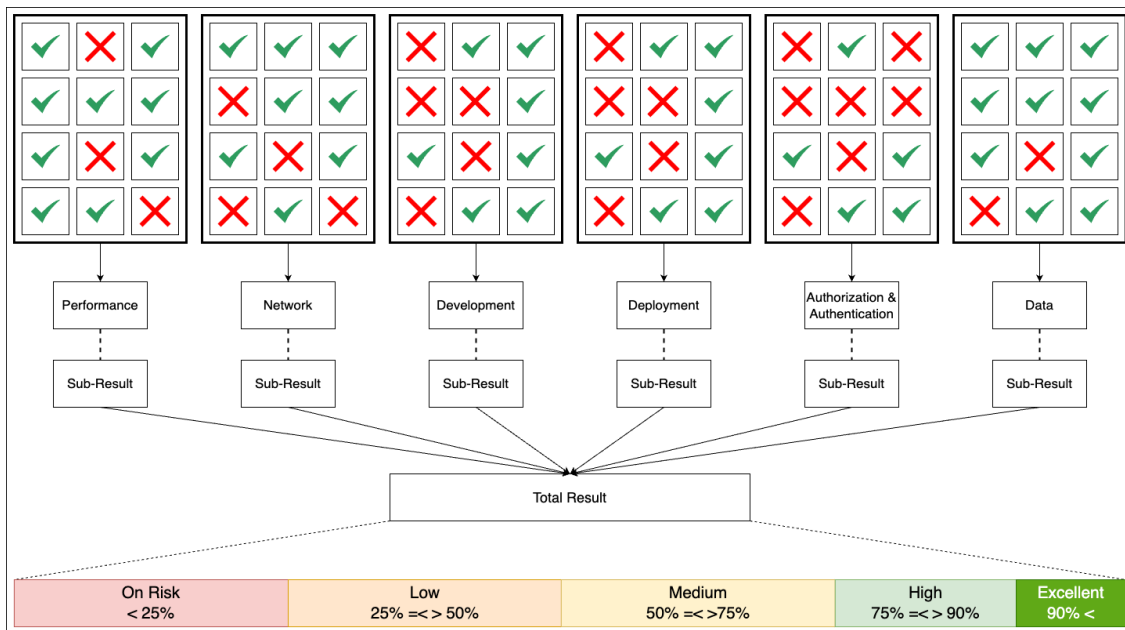 Performance
Network
Development
Deployment
Authorization &
Authentication
Data
Sub-Result
Sub-Result
Sub-Result
Sub-Result
Sub-Result
Sub-Result
Total Result
On Risk
< 25%
Low
25% =< > 50%
Medium
50% =< >75%
High
75% =< > 90%
Excellent
90% <